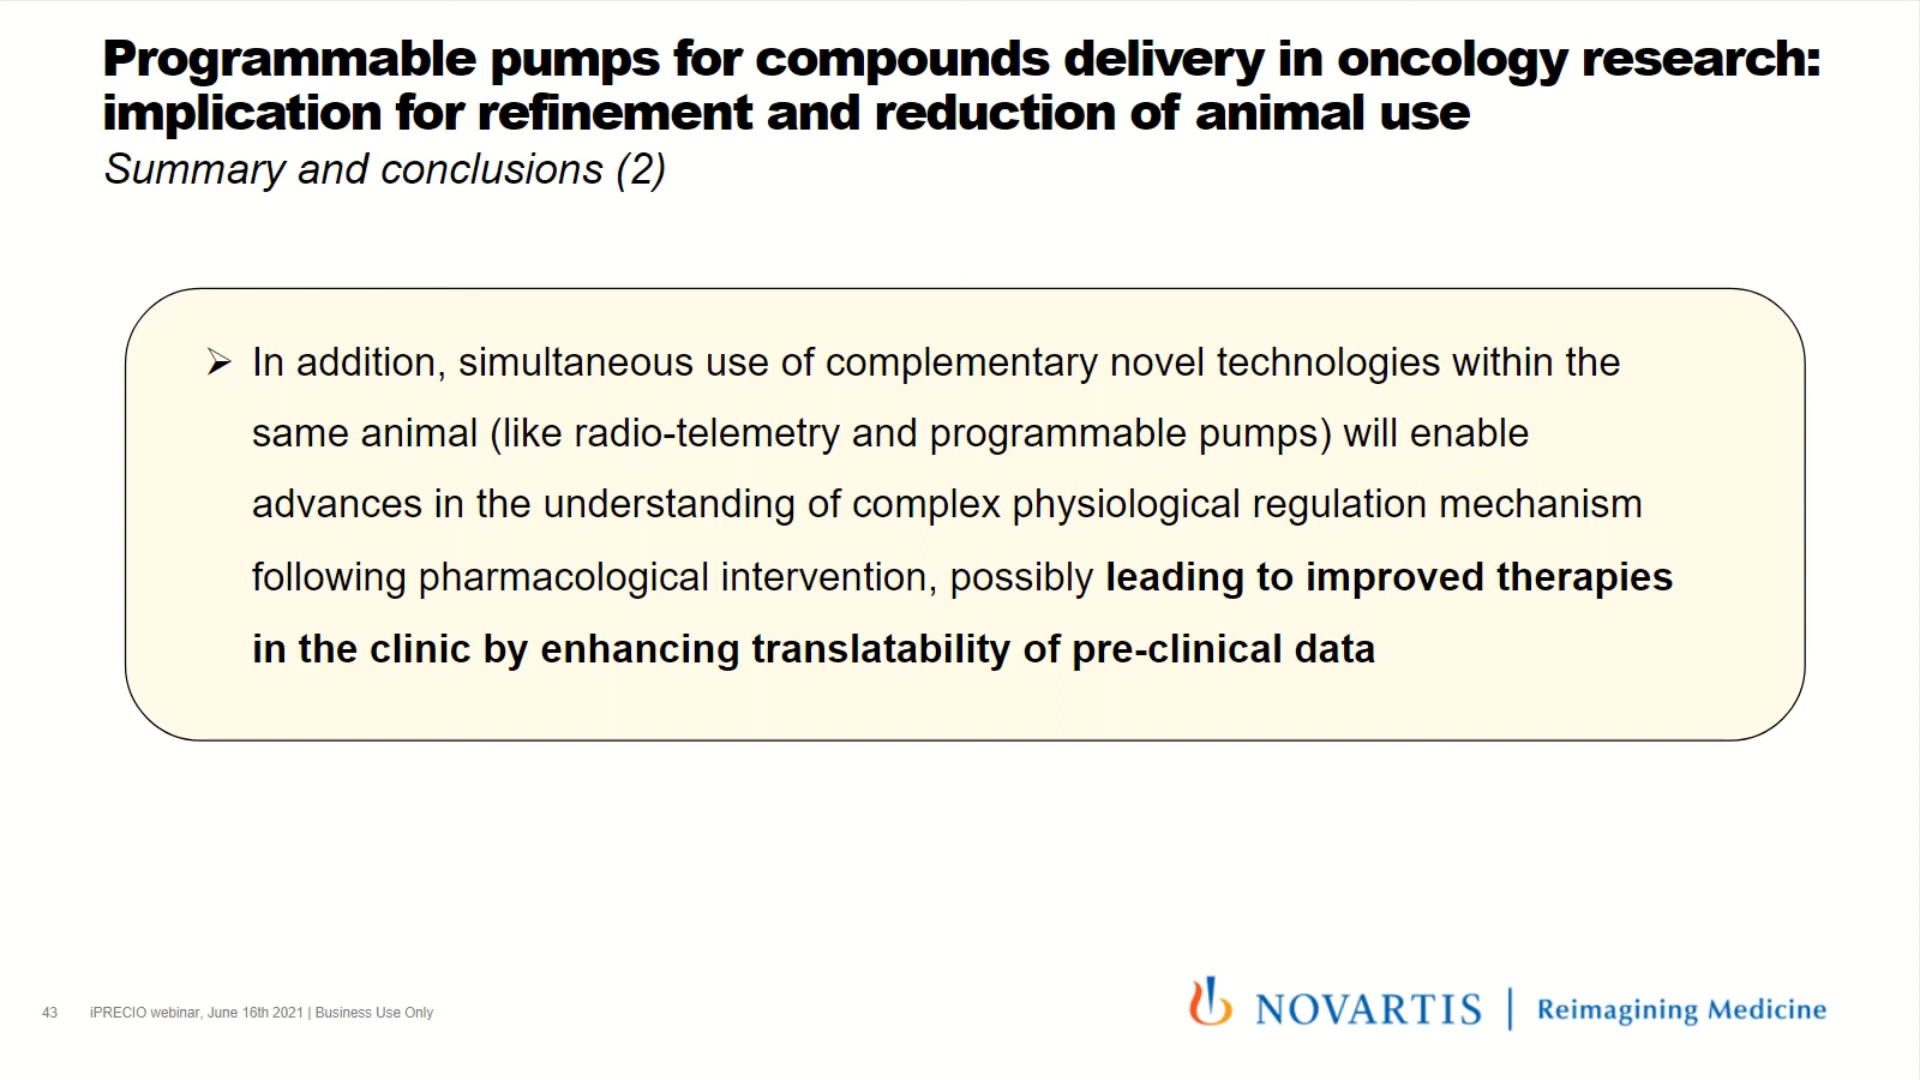 Programmable pumps for compounds delivery in oncology research:
implication for refinement and reduction of animal use
Summary and conclusions (2)
➢ In addition, simultaneous use of complementary novel technologies within the
same animal (like radio-telemetry and programmable pumps) will enable
advances in the understanding of complex physiological regulation mechanism
following pharmacological intervention, possibly leading to improved therapies
in the clinic by enhancing translatability of pre-clinical data
43 iPRECIO webinar, June 16th 2021 | Business Use Only
NOVARTIS | Reimagining Medicine